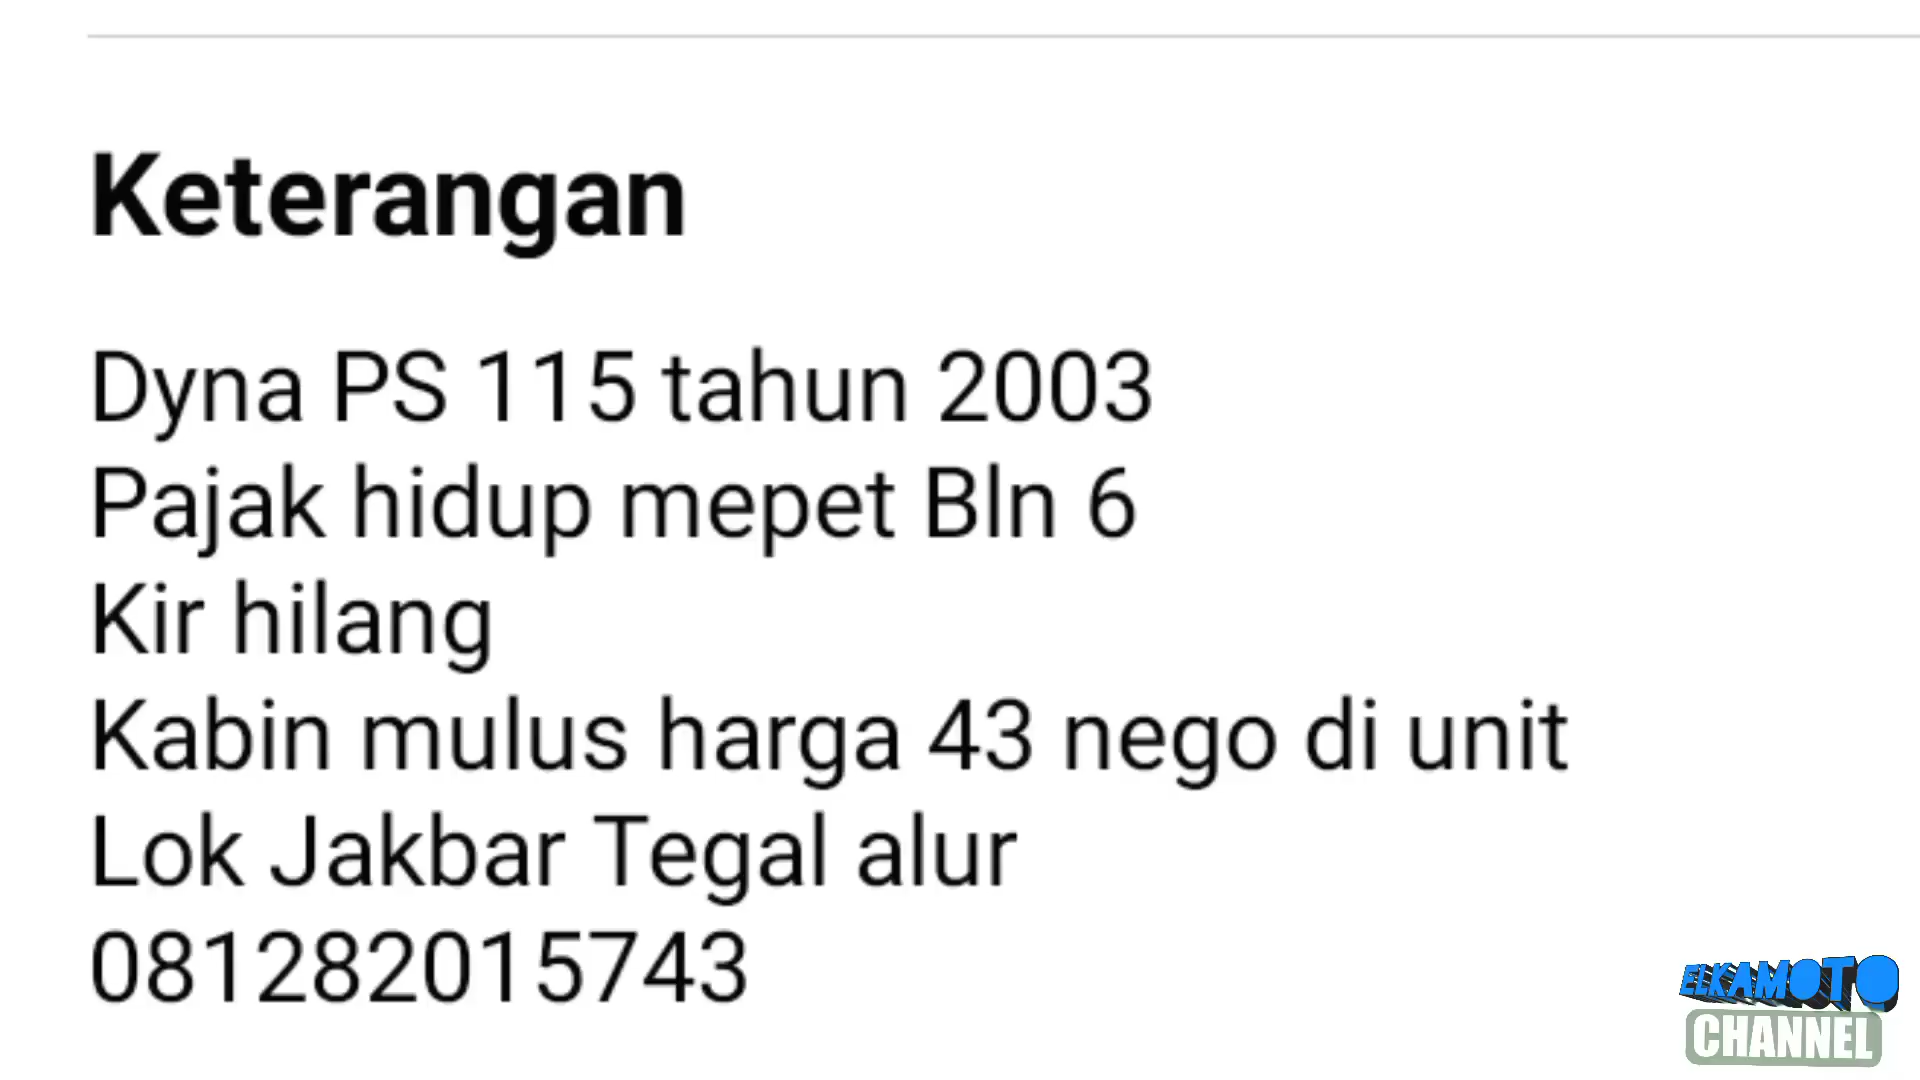 Keterangan
Dyna PS 115 tahun 2003
Pajak hidup mepet Bln 6
Kir hilang
Kabin mulus harga 43 nego di unit
Lok Jakbar Tegal alur
081282015743
ELKAMOTO
CHANNEL